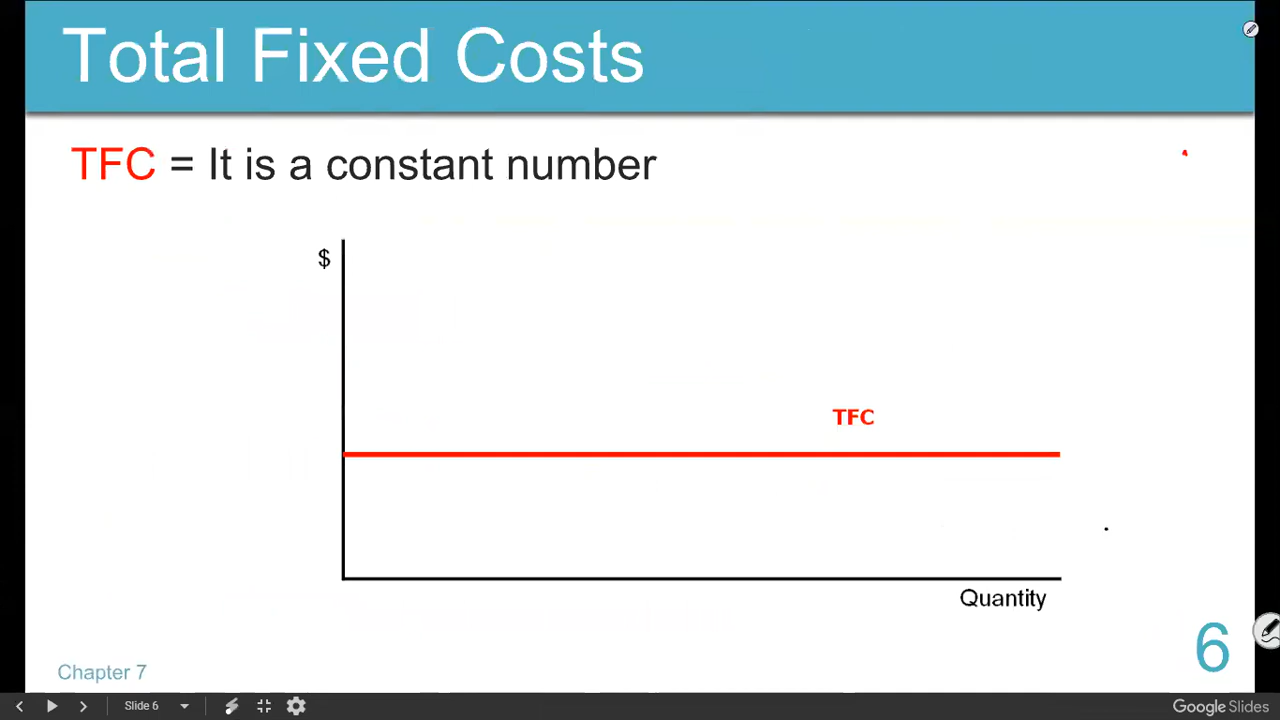 Total Fixed Costs
TFC = It is a constant number
$
TFC
Quantity
6
Chapter 7
Slide 6
Google Slides